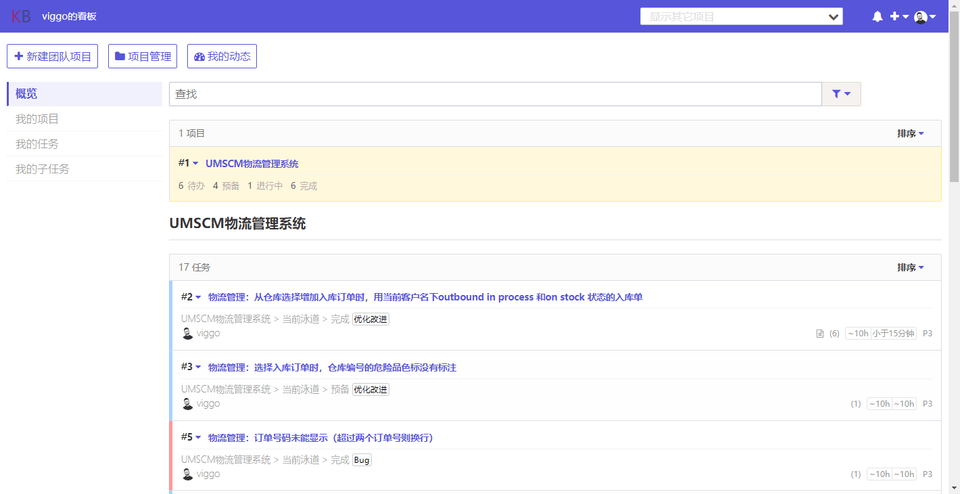 KB viggo的看板 显示其它项目
新建团队项目 项目管理 我的动态
概览
我的项目
我的任务
我的子任务
查找
1 项目 排序
#1 UMSCM物流管理系统
6 待办 4 预备 1 进行中 6 完成
UMSCM物流管理系统
17 任务 排序
#2 物流管理：从仓库选择增加入库订单时，用当前客户名下outbound in process 和on stock 状态的入库单
UMSCM物流管理系统 > 当前泳道 > 完成 优化改进
viggo (6) ~10h 小于15分钟 P3
#3 物流管理：选择入库订单时，仓库编号的危险品色标没有标注
UMSCM物流管理系统 > 当前泳道 > 预备 优化改进
viggo (1) ~10h ~10h P3
#5 物流管理：订单号码未能显示（超过两个订单号则换行）
UMSCM物流管理系统 > 当前泳道 > 完成 Bug
viggo (1) ~10h ~10h P3